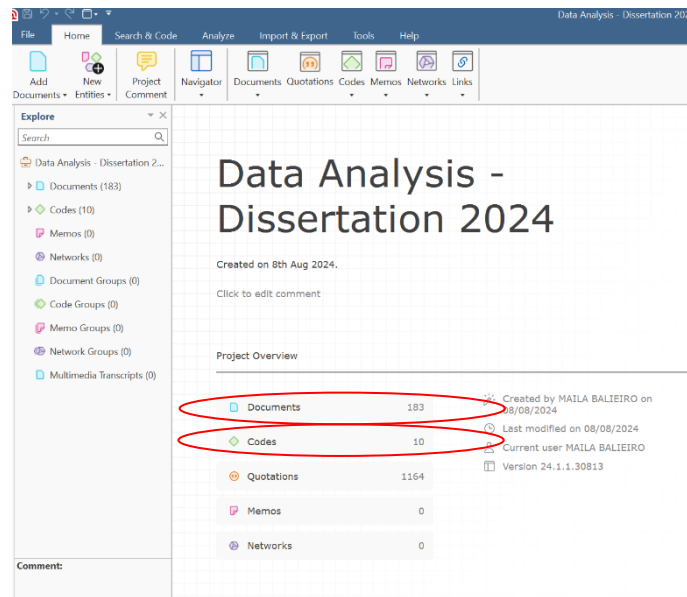 Data Analysis - Dissertation 202
File Home Search & Code Analyze Import & Export Tools Help
Add Documents New Entities Project Comment Navigator Documents Quotations Codes Memos Networks Links
Explore
Search
Data Analysis - Dissertation 2...
Documents (183)
Codes (10)
Memos (0)
Networks (0)
Document Groups (0)
Code Groups (0)
Memo Groups (0)
Network Groups (0)
Multimedia Transcripts (0)
Comment:
Data Analysis -
Dissertation 2024
Created on 8th Aug 2024.
Click to edit comment
Project Overview
Documents 183
Codes 10
Quotations 1164
Memos 0
Networks 0
Created by MAILA BALIEIRO on
08/08/2024
Last modified on 08/08/2024
Current user MAILA BALIEIRO
Version 24.1.1.30813